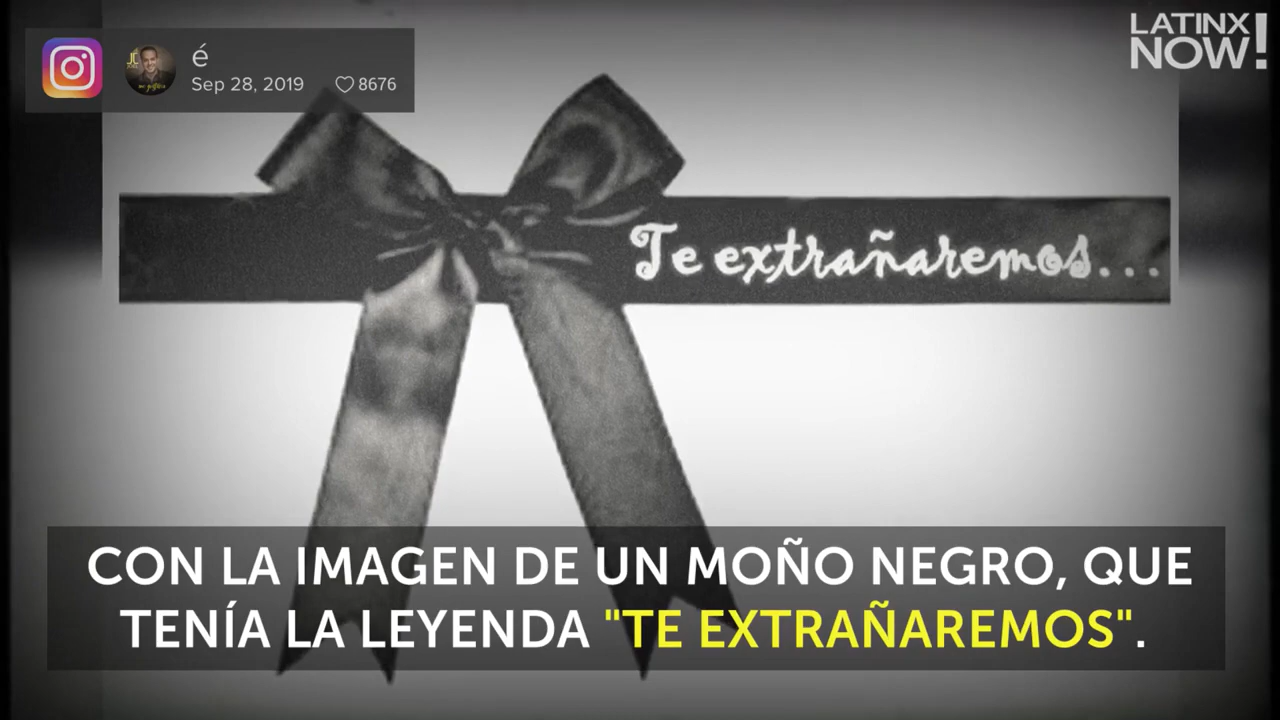 LATINX
NOW!
é
Sep 28, 2019 8676
Te extrañaremos...
CON LA IMAGEN DE UN MOÑO NEGRO, QUE
TENÍA LA LEYENDA "TE EXTRAÑAREMOS".